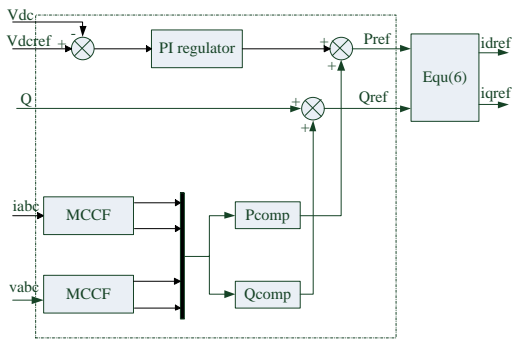 Vdc
-
Vdcref
+
PI regulator
+
+
Pref
Equ(6)
idref
iqref
Q
+
+
Qref
iabc
MCCF
Pcomp
vabc
MCCF
Qcomp